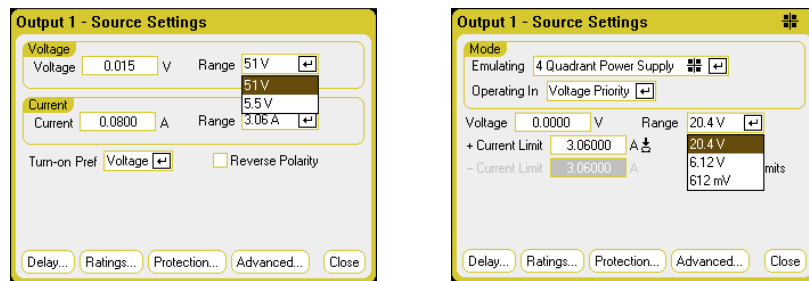 Output 1 - Source Settings
Voltage
Voltage 0.015 V Range 51 V
51 V
5.5 V
Current
Current 0.0800 A Range 3.06 A
Turn-on Pref Voltage Reverse Polarity
Delay... Ratings... Protection... Advanced... Close
Output 1 - Source Settings
Mode
Emulating 4 Quadrant Power Supply
Operating In Voltage Priority
Voltage 0.0000 V Range 20.4 V
+ Current Limit 3.06000 A 20.4 V
6.12 V
- Current Limit 3.06000 A mits
612 mV
Delay... Ratings... Protection... Advanced... Close